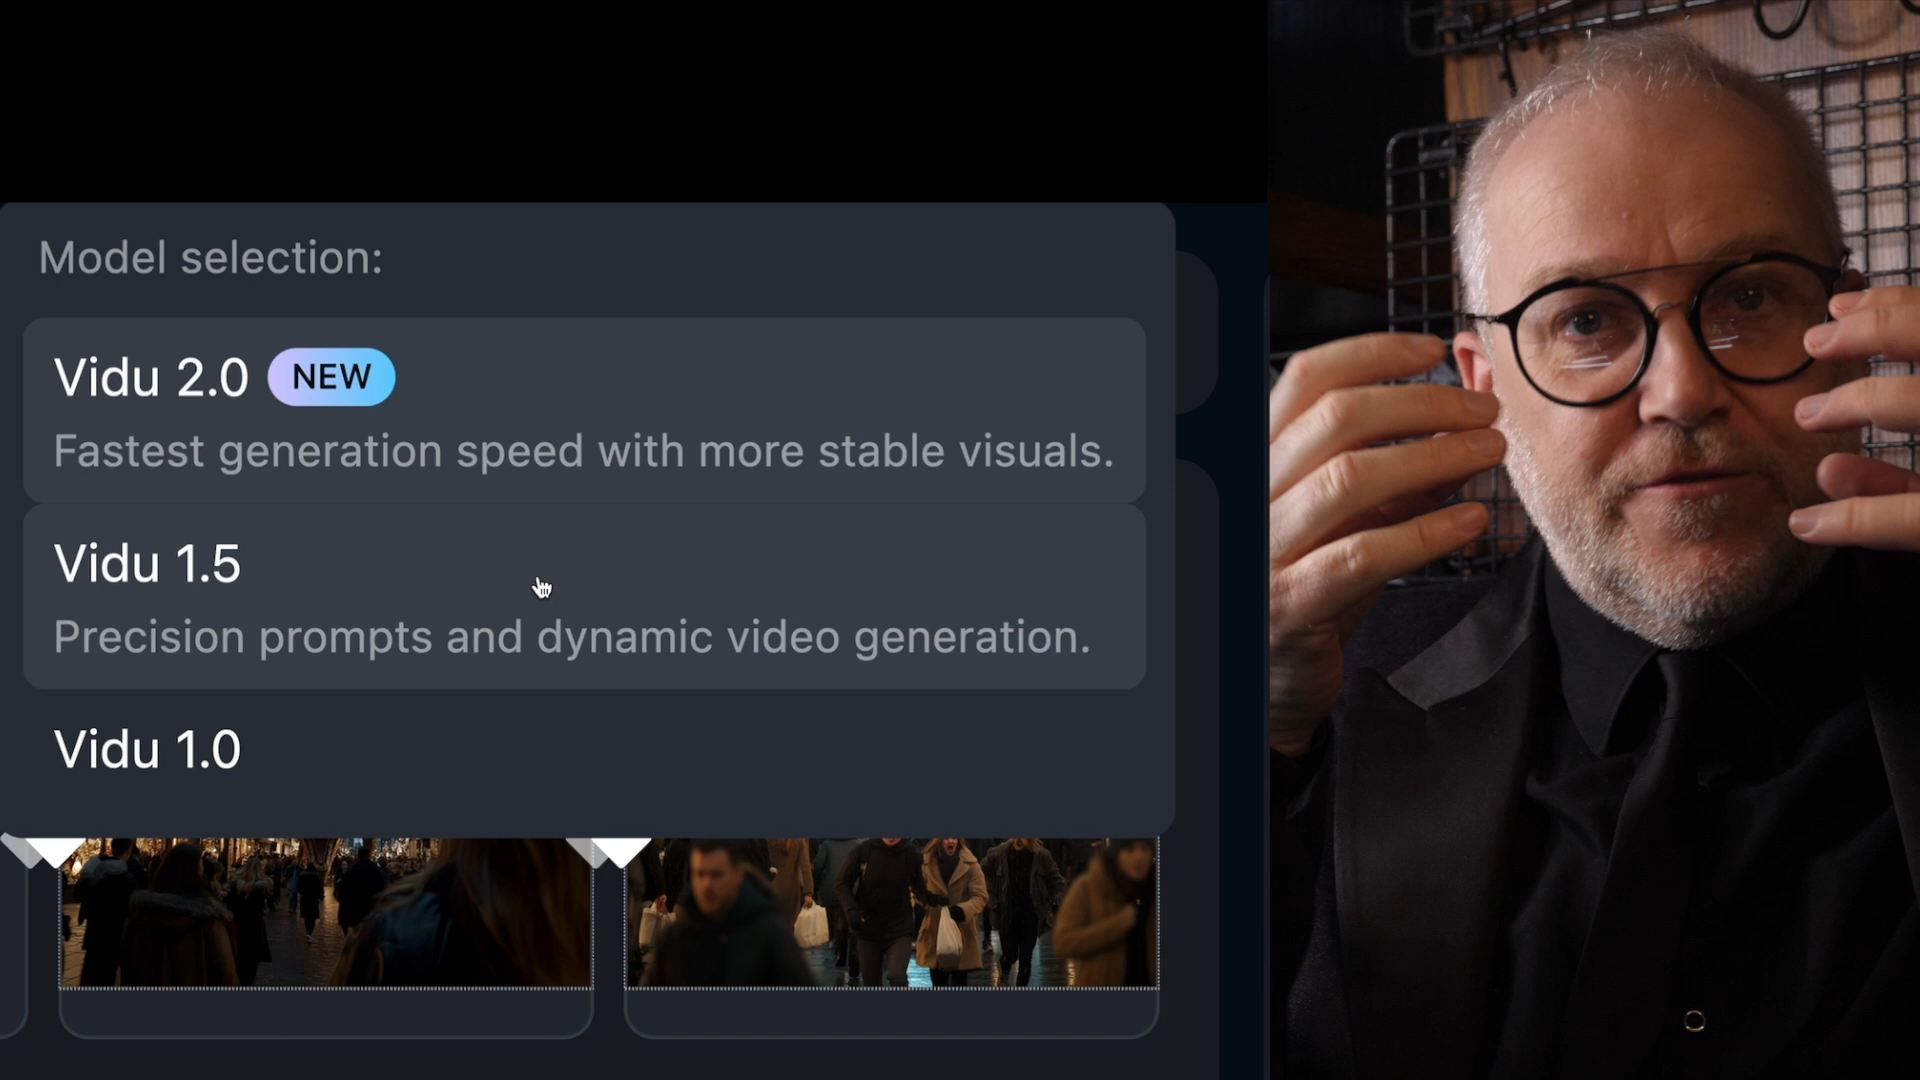 Model selection:
Vidu 2.0 NEW
Fastest generation speed with more stable visuals.
Vidu 1.5
Precision prompts and dynamic video generation.
Vidu 1.0